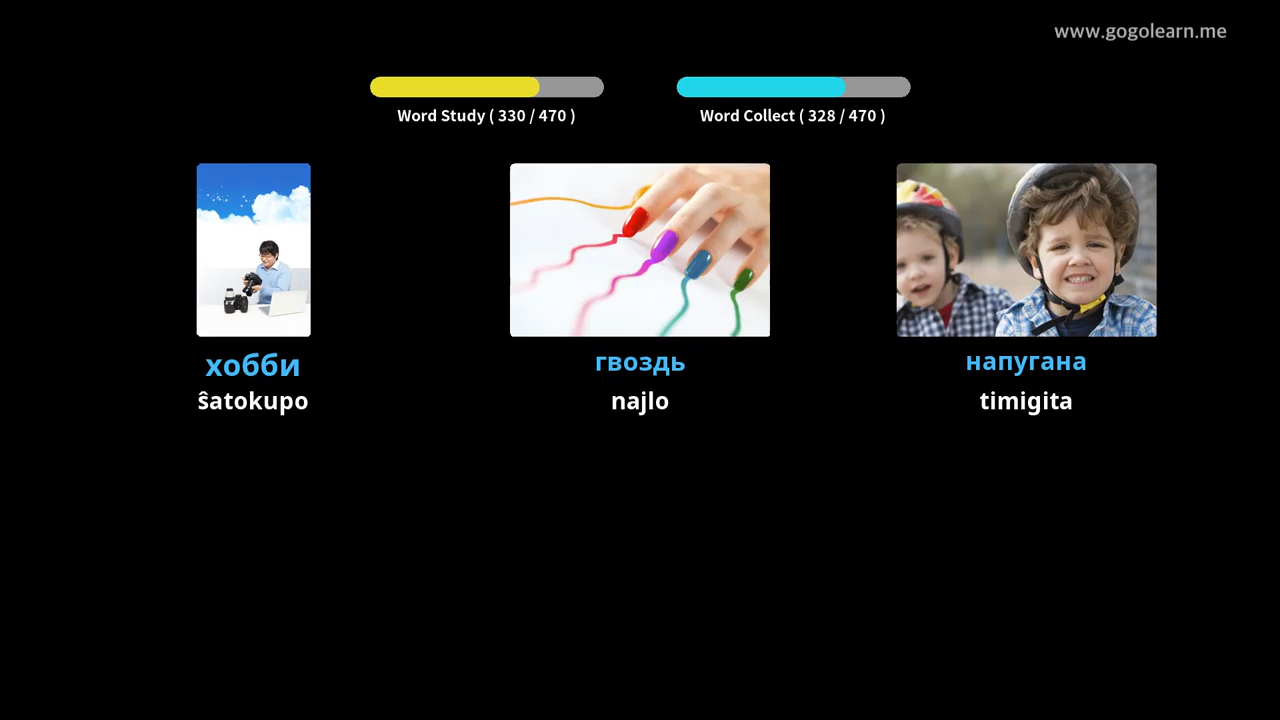 www.gogolearn.me
Word Study ( 330 / 470 )
Word Collect ( 328 / 470 )
хобби
гвоздь
напугана
ŝatokupo
najlo
timigita